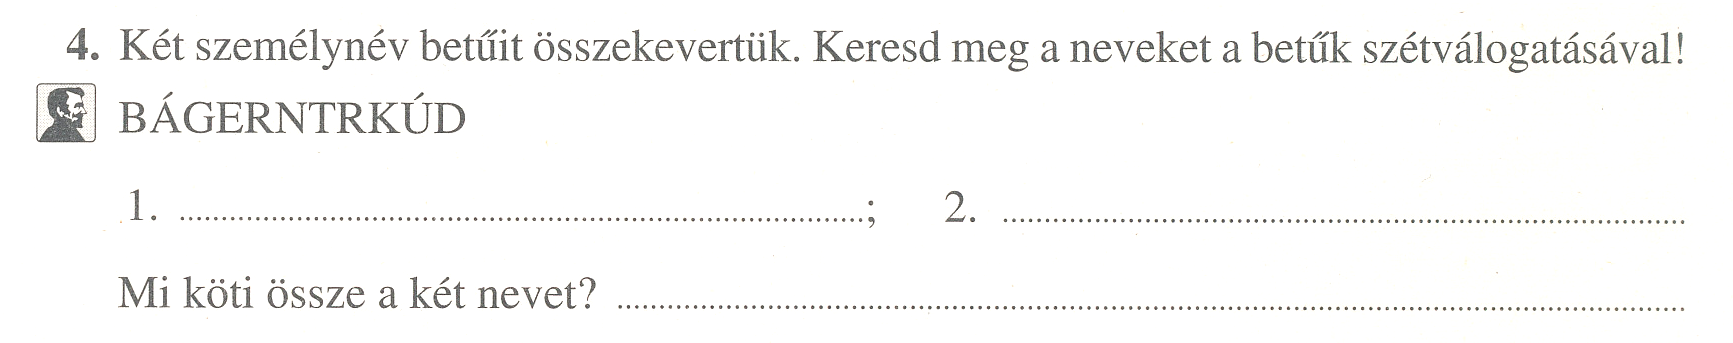 4. Két személynév betűit összekevertük. Keresd meg a neveket a betűk szétválogatásával!
BÁGERNTRKÚD
1. ........................................................................; 2. ........................................................................
Mi köti össze a két nevet? ........................................................................